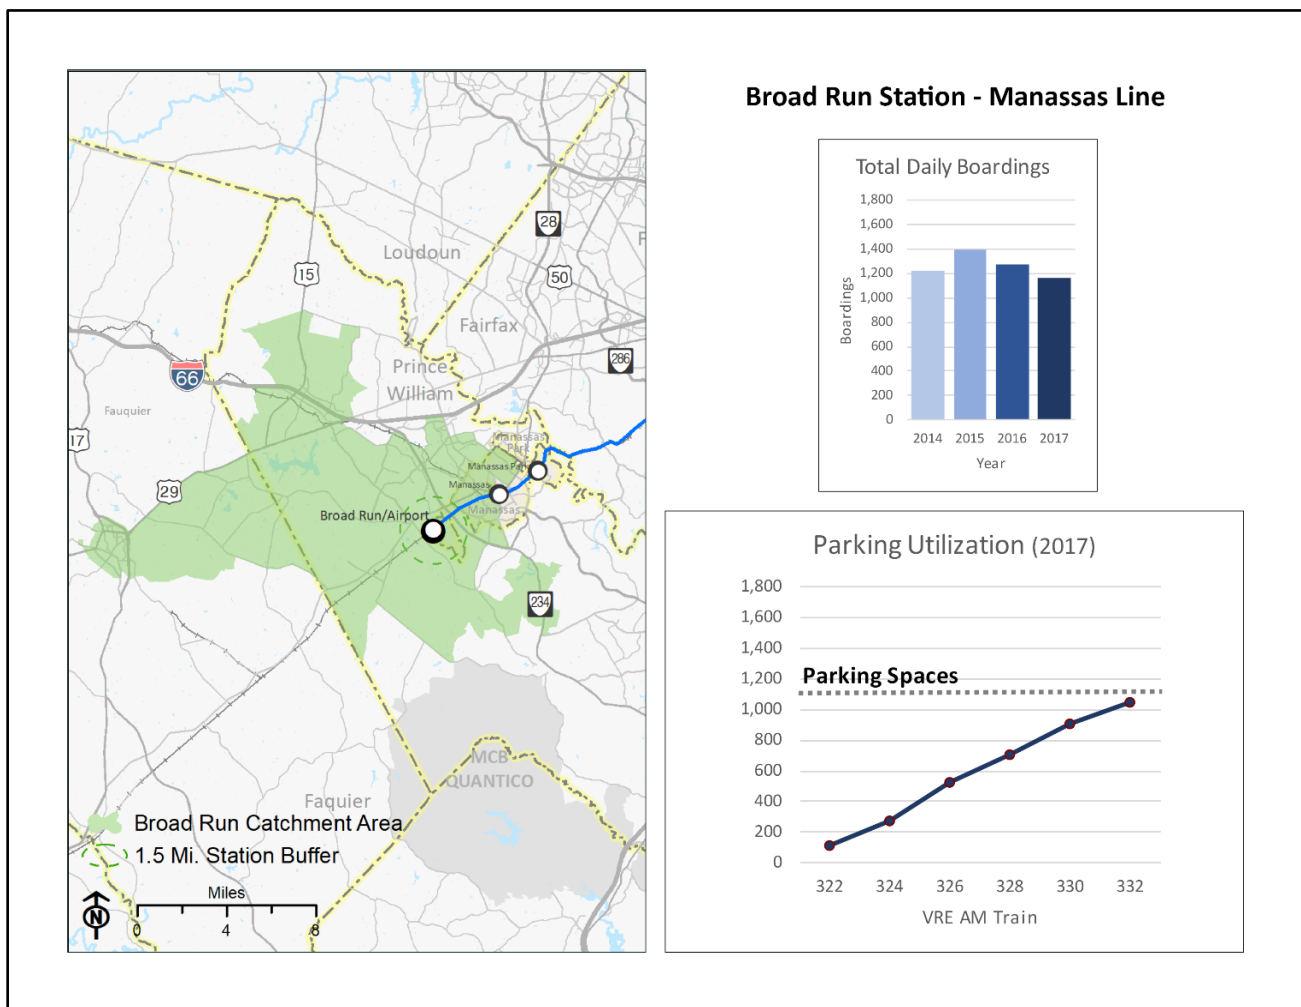 Broad Run Station - Manassas Line
28
Loudoun
15
50
Fairfax
286
Prince
William
66
Fauquier
17
Manassas
Park
Manassas Park
29
Manassas
Broad Run/Airport
Manassas
234
MCB
QUANTICO
Faquier
Broad Run Catchment Area
1.5 Mi. Station Buffer
Miles
N
0 4 8
Total Daily Boardings
1,800
1,600
1,400
1,200
1,000
800
600
400
200
0
Boardings
2014 2015 2016 2017
Year
Parking Utilization (2017)
1,800
1,600
1,400
1,200
Parking Spaces
1,000
800
600
400
200
0
322 324 326 328 330 332
VRE AM Train